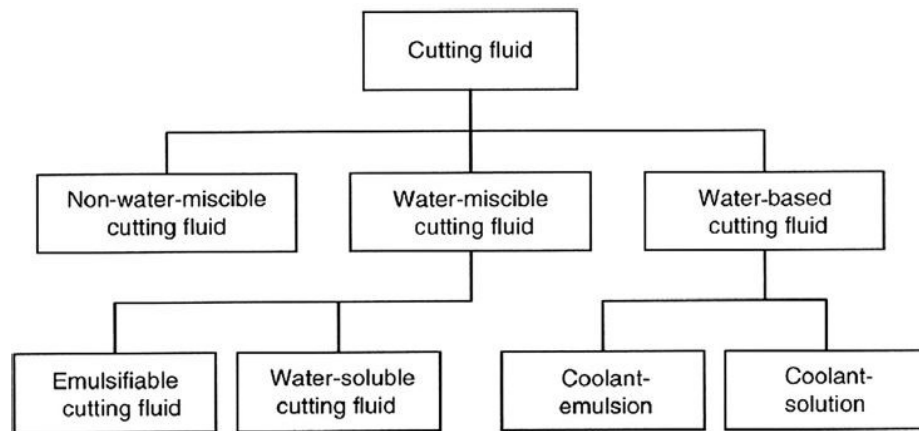 Cutting fluid
Non-water-miscible
cutting fluid
Water-miscible
cutting fluid
Water-based
cutting fluid
Emulsifiable
cutting fluid
Water-soluble
cutting fluid
Coolant-
emulsion
Coolant-
solution